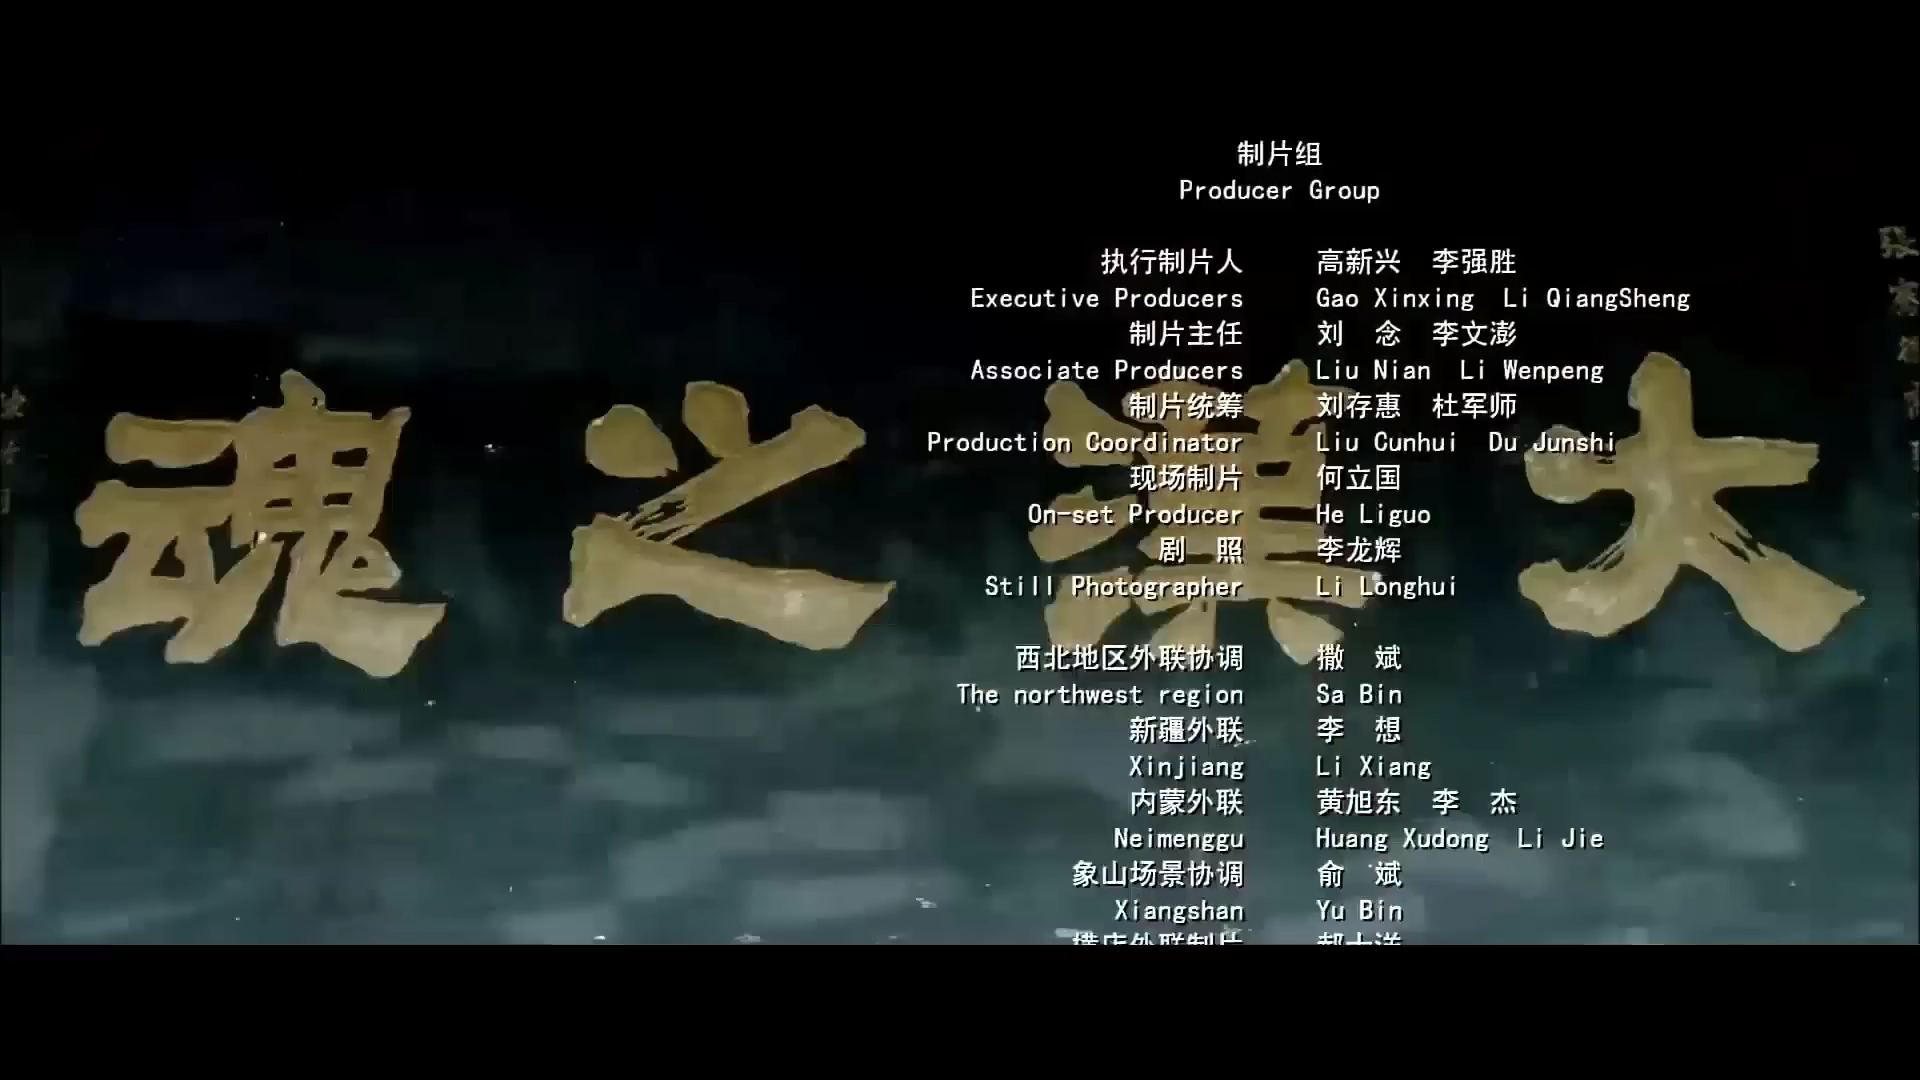 制片组
Producer Group
执行制片人 高新兴 李强胜
Executive Producers Gao Xinxing Li QiangSheng
制片主任 刘 念 李文澎
Associate Producers Liu Nian Li Wenpeng
制片统筹 刘存惠 杜军师
Production Coordinator Liu Cunhui Du Junshi
现场制片 何立国
On-set Producer He Liguo
剧 照 李龙辉
Still Photographer Li Longhui
西北地区外联协调 撒 斌
The northwest region Sa Bin
新疆外联 李 想
Xinjiang Li Xiang
内蒙外联 黄旭东 李 杰
Neimenggu Huang Xudong Li Jie
象山场景协调 俞 斌
Xiangshan Yu Bin
魂之漠大